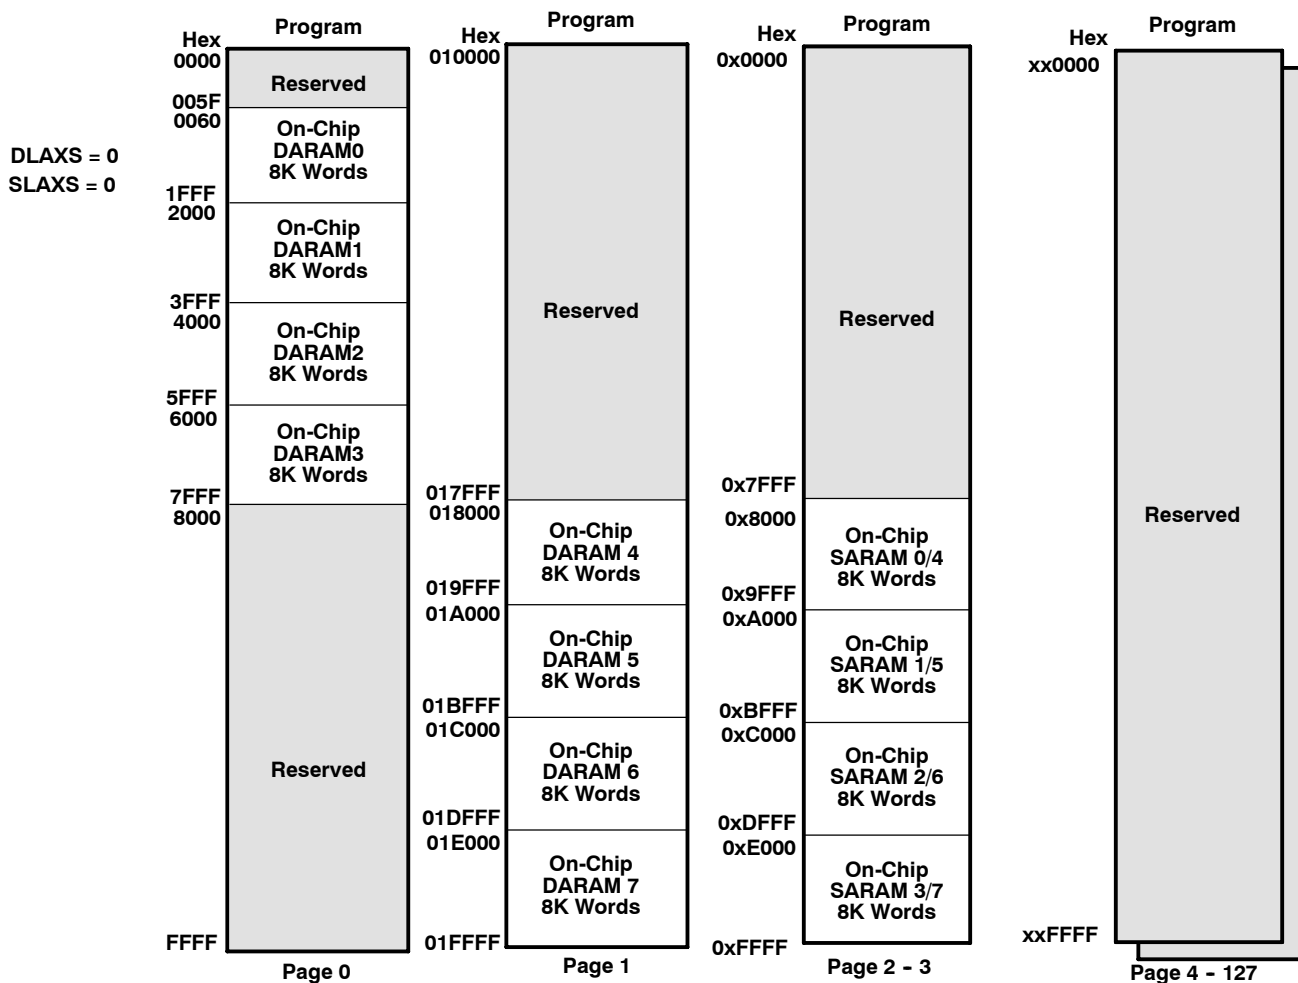 DLAXS = 0
SLAXS = 0
Hex
Program
0000
Reserved
005F
0060
On-Chip
DARAM0
8K Words
1FFF
2000
On-Chip
DARAM1
8K Words
3FFF
4000
On-Chip
DARAM2
8K Words
5FFF
6000
On-Chip
DARAM3
8K Words
7FFF
8000
Reserved
FFFF
Page 0
Hex
Program
010000
Reserved
017FFF
018000
On-Chip
DARAM 4
8K Words
019FFF
01A000
On-Chip
DARAM 5
8K Words
01BFFF
01C000
On-Chip
DARAM 6
8K Words
01DFFF
01E000
On-Chip
DARAM 7
8K Words
01FFFF
Page 1
Hex
Program
0x0000
Reserved
0x7FFF
0x8000
On-Chip
SARAM 0/4
8K Words
0x9FFF
0xA000
On-Chip
SARAM 1/5
8K Words
0xBFFF
0xC000
On-Chip
SARAM 2/6
8K Words
0xDFFF
0xE000
On-Chip
SARAM 3/7
8K Words
0xFFFF
Page 2 - 3
Hex
Program
xx0000
Reserved
xxFFFF
Page 4 - 127